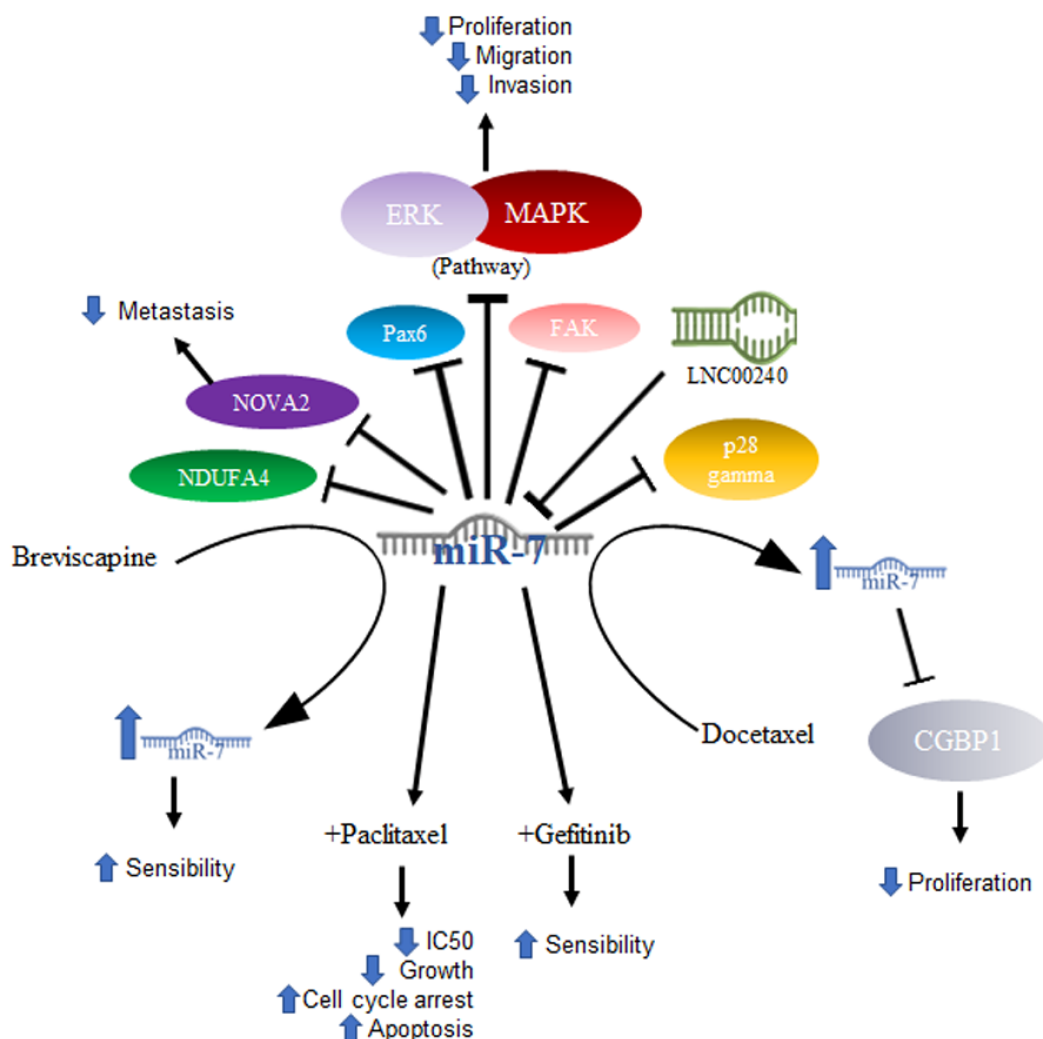 Proliferation
Migration
Invasion
ERK
MAPK
(Pathway)
Metastasis
Pax6
FAK
LNC00240
NOVA2
p28
gamma
NDUFA4
miR-7
Breviscapine
miR-7
miR-7
Docetaxel
CGBP1
+Paclitaxel
+Gefitinib
Sensibility
Proliferation
IC50
Growth
Cell cycle arrest
Apoptosis
Sensibility